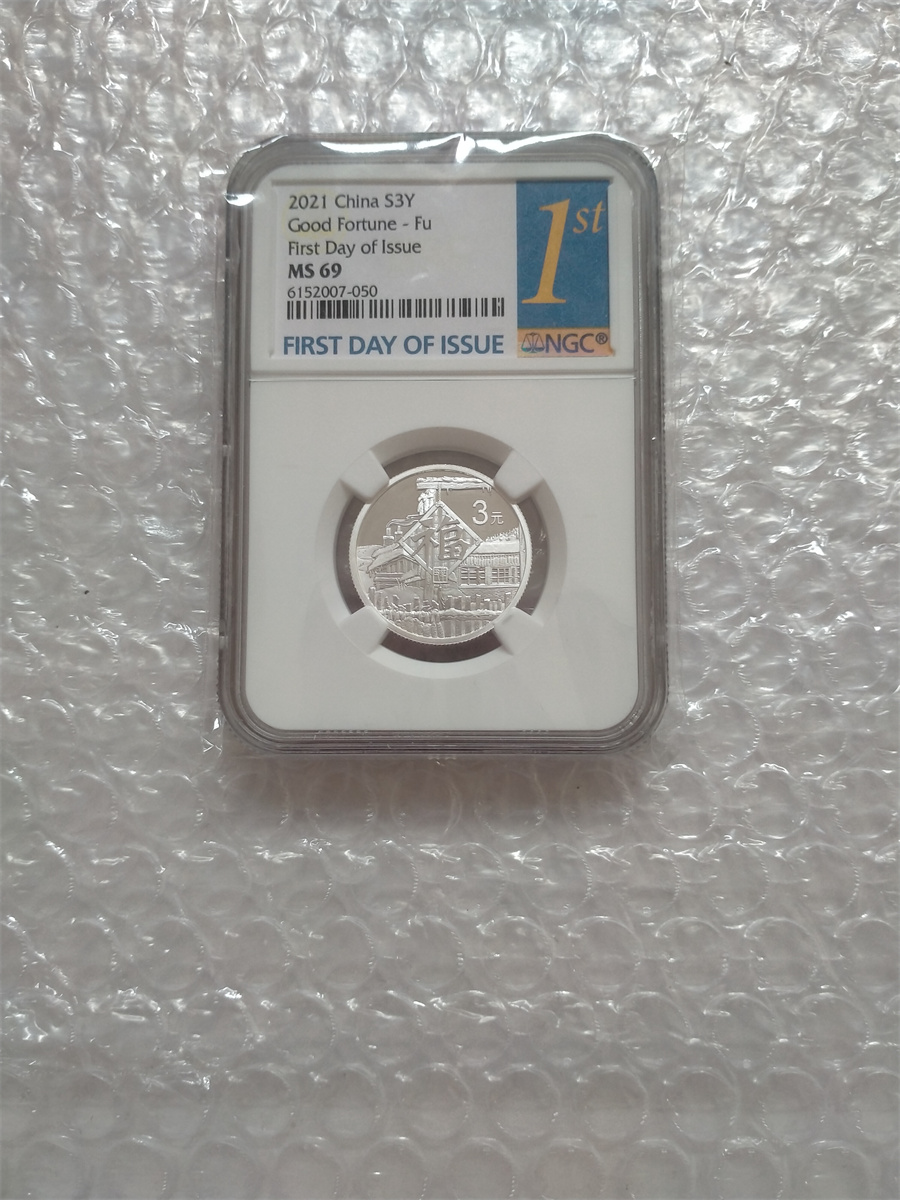 2021 China S3Y
Good Fortune - Fu
First Day of Issue
MS 69
6152007-050
FIRST DAY OF ISSUE
1st
NGC®
3元
福